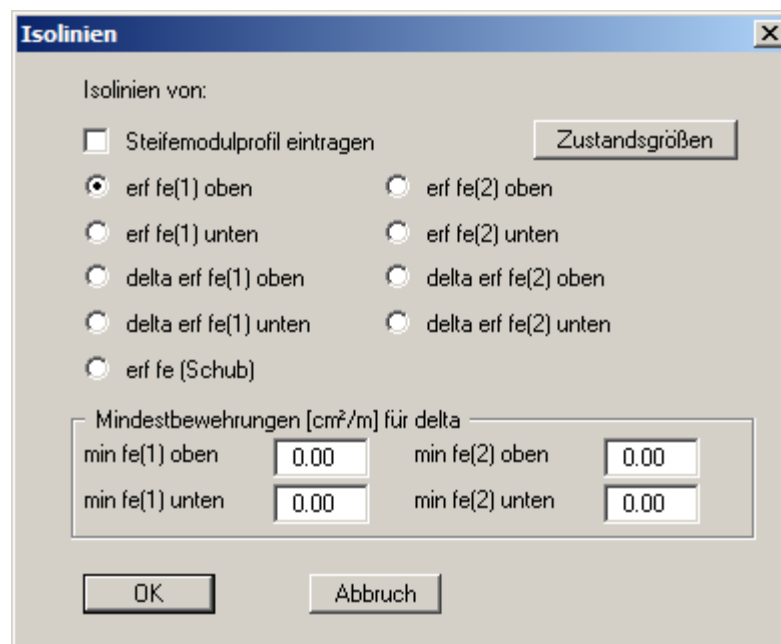 Isolinien
Isolinien von:
Steifemodulprofil eintragen
Zustandsgrößen
erf fe(1) oben
erf fe(2) oben
erf fe(1) unten
erf fe(2) unten
delta erf fe(1) oben
delta erf fe(2) oben
delta erf fe(1) unten
delta erf fe(2) unten
erf fe (Schub)
Mindestbewehrungen [cm²/m] für delta
min fe(1) oben 0.00
min fe(2) oben 0.00
min fe(1) unten 0.00
min fe(2) unten 0.00
OK
Abbruch